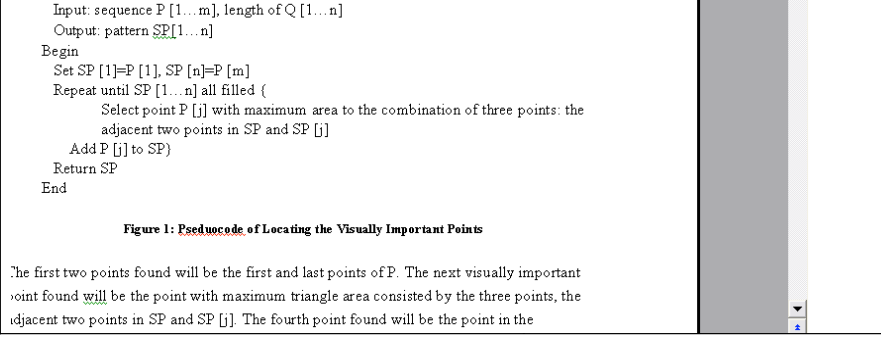 Input: sequence P [1…m], length of Q [1…n]
Output: pattern SP[1…n]
Begin
Set SP [1]=P [1], SP [n]=P [m]
Repeat until SP [1…n] all filled {
Select point P [j] with maximum area to the combination of three points: the
adjacent two points in SP and SP [j]
Add P [j] to SP}
Return SP
End
Figure 1: Pseduocode of Locating the Visually Important Points
The first two points found will be the first and last points of P. The next visually important
point found will be the point with maximum triangle area consisted by the three points, the
adjacent two points in SP and SP [j]. The fourth point found will be the point in the